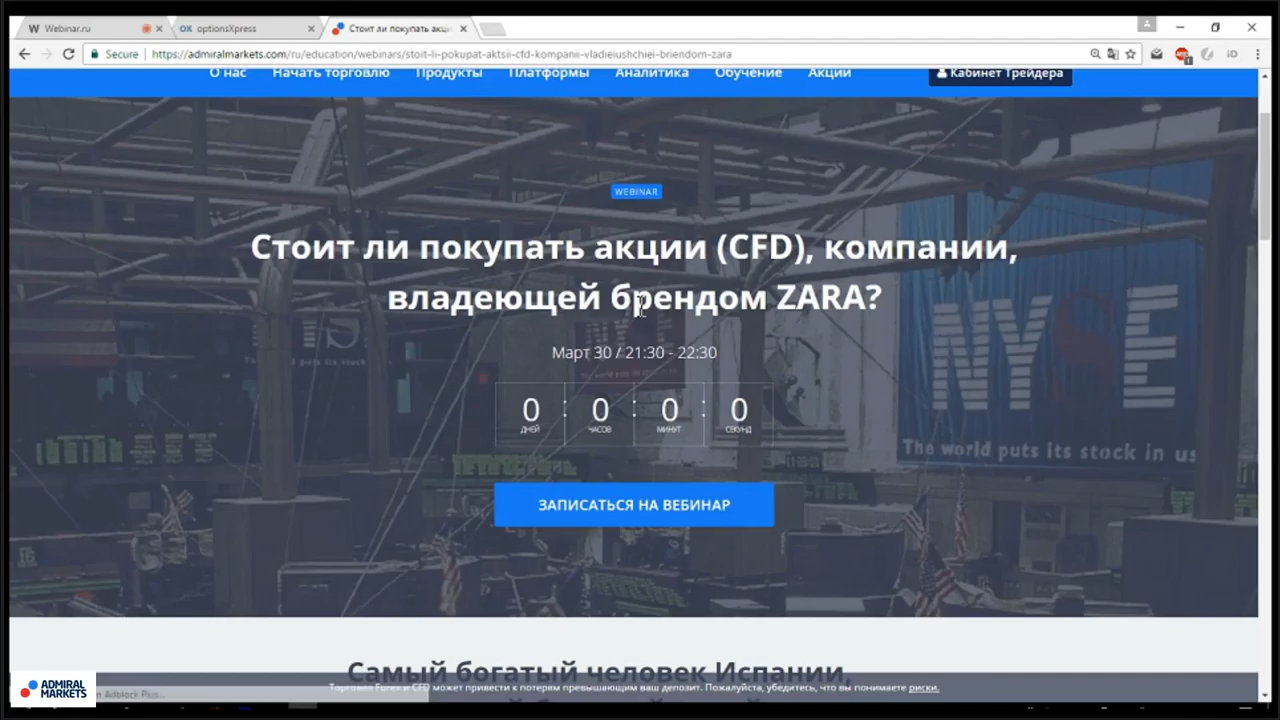 Webinar.ru
OX optionsXpress
Стоит ли покупать акци
Secure
https://admiralmarkets.com/ru/education/webinars/stoit-li-pokupat-aktsii-cfd-kompanii-vladieiushchiei-briendom-zara
О нас
Начать торговлю
Продукты
Платформы
Аналитика
Обучение
Акции
Кабинет Трейдера
WEBINAR
Стоит ли покупать акции (CFD), компании,
владеющей брендом ZARA?
Март 30 / 21:30 - 22:30
0 : 0 : 0 : 0
ДНЕЙ ЧАСОВ МИНУТ СЕКУНД
NYSE
The world puts its stock in us
ЗАПИСАТЬСЯ НА ВЕБИНАР
Самый богатый человек Испании,
Торговля Forex и CFD может привести к потерям превышающим ваш депозит. Пожалуйста, убедитесь, что вы понимаете риски.
Adblock Plus...
ADMIRAL
MARKETS